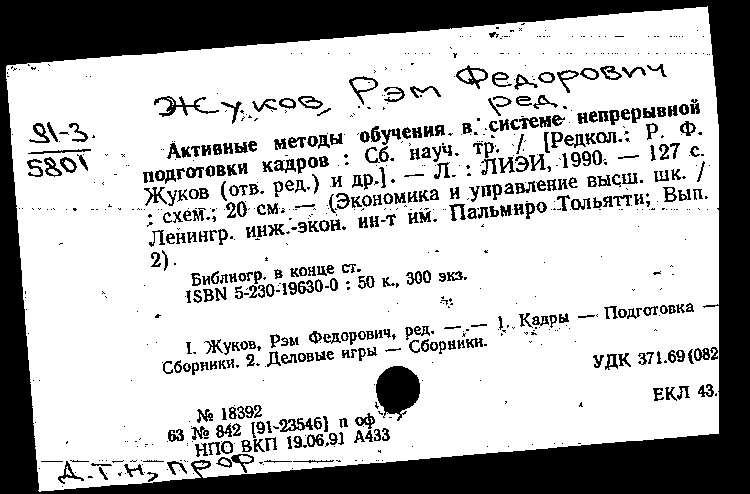 Жуков, Рэм Федорович
ред.
91-3
5801
Активные методы обучения в системе непрерывной
подготовки кадров : Сб. науч. тр. / [Редкол.: Р. Ф.
Жуков (отв. ред.) и др.]. — Л. : ЛИЭИ, 1990. — 127 с.
: схем.; 20 см. — (Экономика и управление высш. шк. /
Ленингр. инж.-экон. ин-т им. Пальмиро Тольятти; Вып.
2).
Библиогр. в конце ст.
ISBN 5-230-19630-0 : 50 к., 300 экз.
I. Жуков, Рэм Федорович, ред. — — 1. Кадры — Подготовка —
Сборники. 2. Деловые игры — Сборники.
УДК 371.69(082
ЕКЛ 43.
№ 18392
63 № 842 [91-23546] п оф
НПО ВКП 19.06.91 А433
Д.т.н., проф